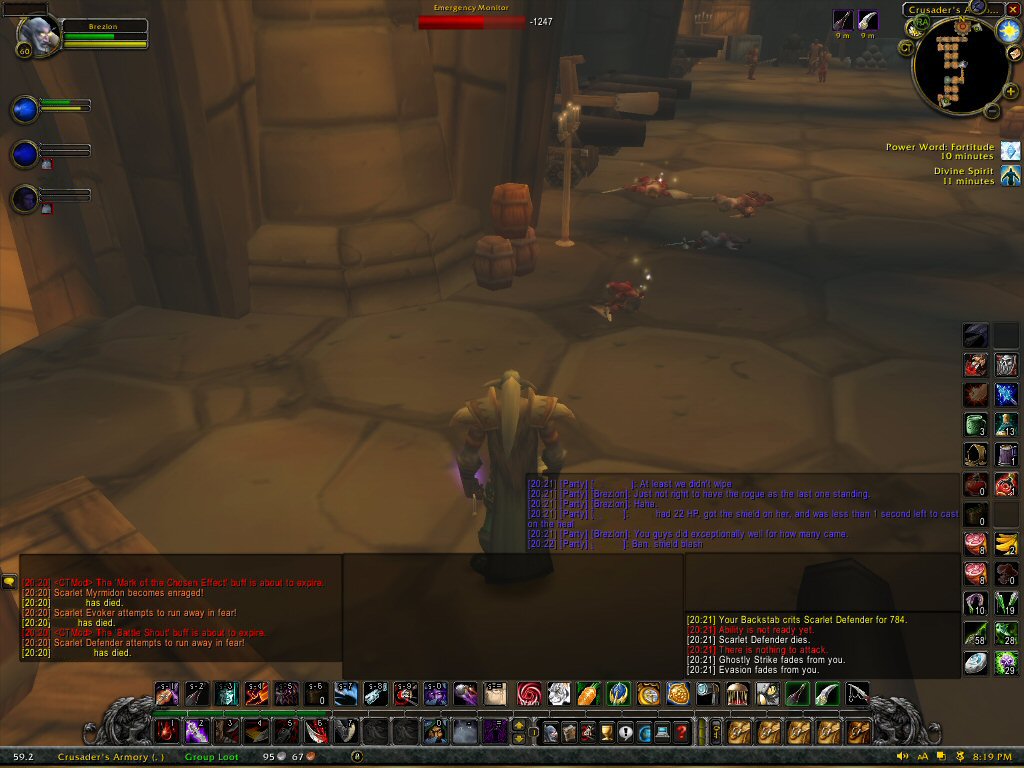 Emergency Monitor
-1247
Brezion
60
9 m
9 m
Crusader's A
Power Word: Fortitude
10 minutes
Divine Spirit
11 minutes
[20:21] [Party] [ ]: At least we didn't wipe
[20:21] [Party] [Brezion]: Just not right to have the rogue as the last one standing.
[20:21] [Party] [Brezion]: Haha.
[20:21] [Party] [ ]: had 22 HP, got the shield on her, and was less than 1 second left to cast
on the heal
[20:21] [Party] [Brezion]: You guys did exceptionally well for how many came.
[20:22] [Party] [ ]: Bam shield blash
[20:20] <CTMod> The 'Mark of the Chosen Effect' buff is about to expire.
[20:20] Scarlet Myrmidon becomes enraged!
[20:20] has died.
[20:20] Scarlet Evoker attempts to run away in fear!
[20:20] has died.
[20:20] <CTMod> The 'Battle Shout' buff is about to expire.
[20:20] Scarlet Defender attempts to run away in fear!
[20:20] has died.
[20:21] Your Backstab crits Scarlet Defender for 784.
[20:21] Ability is not ready yet.
[20:21] Scarlet Defender dies.
[20:21] There is nothing to attack.
[20:21] Ghostly Strike fades from you.
[20:21] Evasion fades from you.
59.2 Crusader's Armory (. ) Group Loot 95 67 8:19 PM